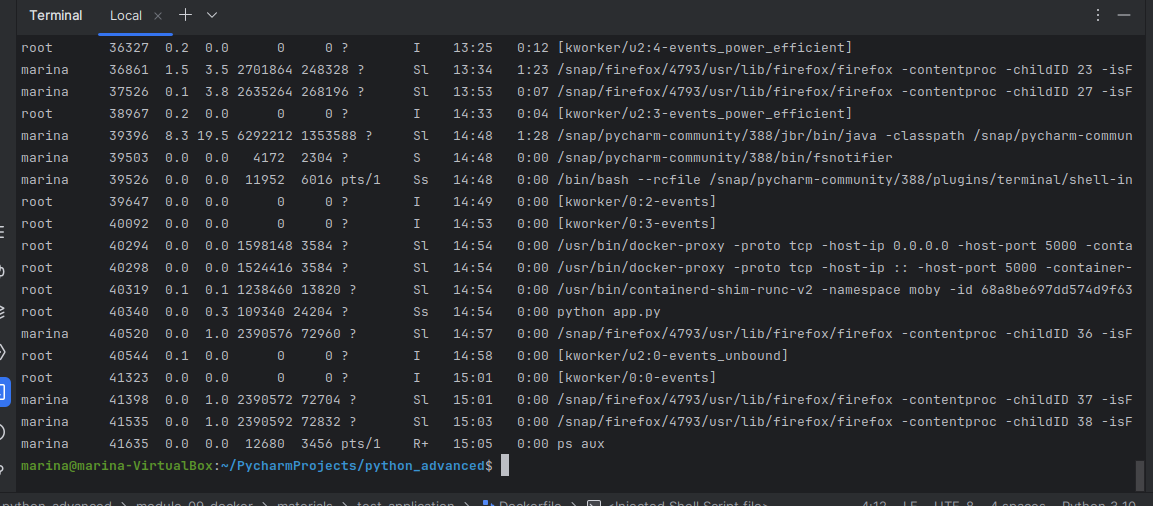 Terminal Local × + 
root 36327 0.2 0.0 0 0 ? I 13:25 0:12 [kworker/u2:4-events_power_efficient]
marina 36861 1.5 3.5 2701864 248328 ? Sl 13:34 1:23 /snap/firefox/4793/usr/lib/firefox/firefox -contentproc -childID 23 -isF
marina 37526 0.1 3.8 2635264 268196 ? Sl 13:53 0:07 /snap/firefox/4793/usr/lib/firefox/firefox -contentproc -childID 27 -isF
root 38967 0.2 0.0 0 0 ? I 14:33 0:04 [kworker/u2:3-events_power_efficient]
marina 39396 8.3 19.5 6292212 1353588 ? Sl 14:48 1:28 /snap/pycharm-community/388/jbr/bin/java -classpath /snap/pycharm-commun
marina 39503 0.0 0.0 4172 2304 ? S 14:48 0:00 /snap/pycharm-community/388/bin/fsnotifier
marina 39526 0.0 0.0 11952 6016 pts/1 Ss 14:48 0:00 /bin/bash --rcfile /snap/pycharm-community/388/plugins/terminal/shell-in
root 39647 0.0 0.0 0 0 ? I 14:49 0:00 [kworker/0:2-events]
root 40092 0.0 0.0 0 0 ? I 14:53 0:00 [kworker/0:3-events]
root 40294 0.0 0.0 1598148 3584 ? Sl 14:54 0:00 /usr/bin/docker-proxy -proto tcp -host-ip 0.0.0.0 -host-port 5000 -conta
root 40298 0.0 0.0 1524416 3584 ? Sl 14:54 0:00 /usr/bin/docker-proxy -proto tcp -host-ip :: -host-port 5000 -container-
root 40319 0.1 0.1 1238460 13820 ? Sl 14:54 0:00 /usr/bin/containerd-shim-runc-v2 -namespace moby -id 68a8be697dd574d9f63
root 40340 0.0 0.3 109340 24204 ? Ss 14:54 0:00 python app.py
marina 40520 0.0 1.0 2390576 72960 ? Sl 14:57 0:00 /snap/firefox/4793/usr/lib/firefox/firefox -contentproc -childID 36 -isF
root 40544 0.1 0.0 0 0 ? I 14:58 0:00 [kworker/u2:0-events_unbound]
root 41323 0.0 0.0 0 0 ? I 15:01 0:00 [kworker/0:0-events]
marina 41398 0.0 1.0 2390572 72704 ? Sl 15:01 0:00 /snap/firefox/4793/usr/lib/firefox/firefox -contentproc -childID 37 -isF
marina 41535 0.0 1.0 2390592 72832 ? Sl 15:03 0:00 /snap/firefox/4793/usr/lib/firefox/firefox -contentproc -childID 38 -isF
marina 41635 0.0 0.0 12680 3456 pts/1 R+ 15:05 0:00 ps aux
marina@marina-VirtualBox:~/PycharmProjects/python_advanced$
python_advanced > module_00_docker > materials > test_application > Dockerfile > <Injected Shell Script file> 4:12 LF UTF-8 4 spaces Python 3.10